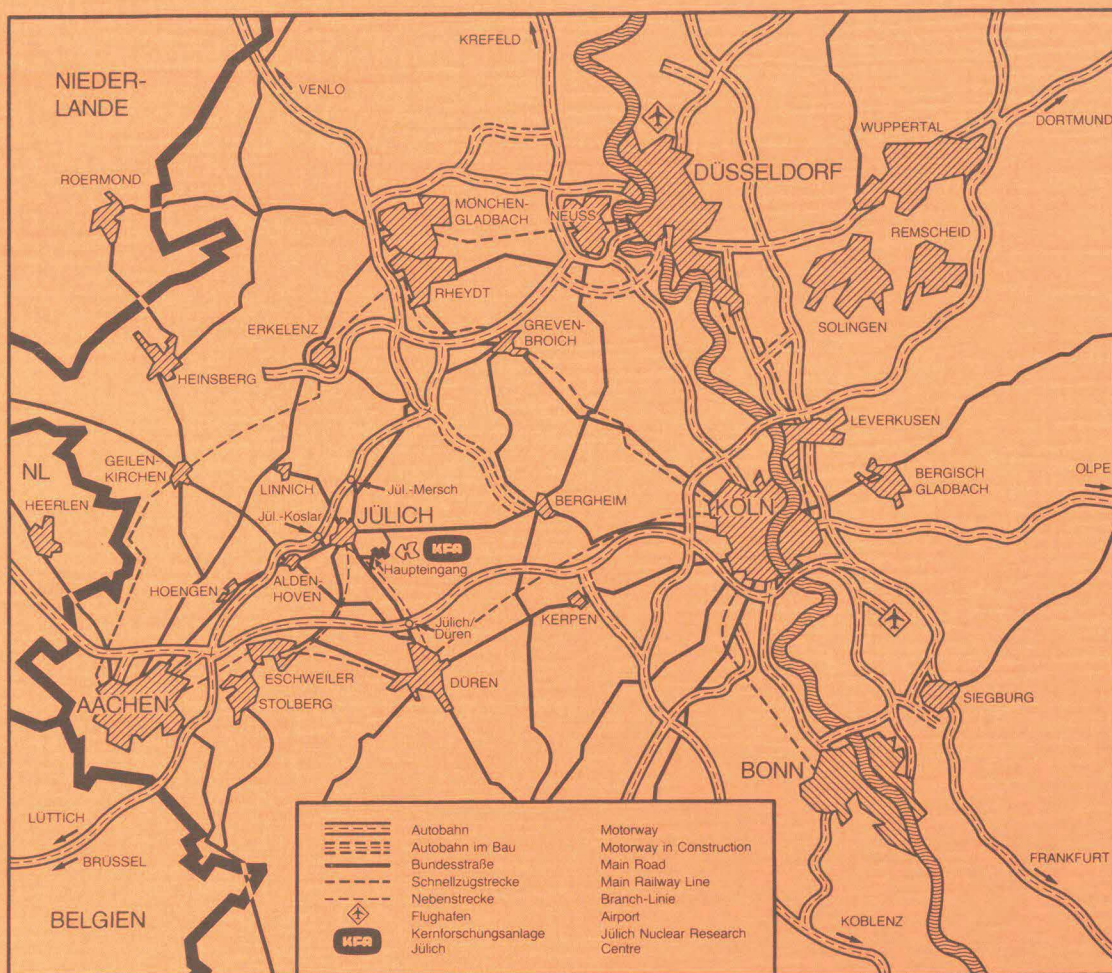 KREFELD
NIEDER-
LANDE
VENLO
WUPPERTAL
DORTMUND
DÜSSELDORF
ROERMOND
MÖNCHEN-
GLADBACH
NEUSS
REMSCHEID
RHEYDT
SOLINGEN
ERKELENZ
GREVEN-
BROICH
HEINSBERG
LEVERKUSEN
NL
GEILEN-
KIRCHEN
LINNICH
Jül.-Mersch
BERGHEIM
BERGISCH
GLADBACH
OLPE
HEERLEN
Jül.-Koslar
JÜLICH
KÖLN
KFA
Haupteingang
HOENGEN
ALDEN-
HOVEN
KERPEN
Jülich/
Düren
ESCHWEILER
DÜREN
AACHEN
STOLBERG
SIEGBURG
BONN
LÜTTICH
BRÜSSEL
FRANKFURT
BELGIEN
KOBLENZ
Autobahn Motorway
Autobahn im Bau Motorway in Construction
Bundesstraße Main Road
Schnellzugstrecke Main Railway Line
Nebenstrecke Branch-Linie
Flughafen Airport
KFA Kernforschungsanlage Jülich Nuclear Research
Jülich Centre